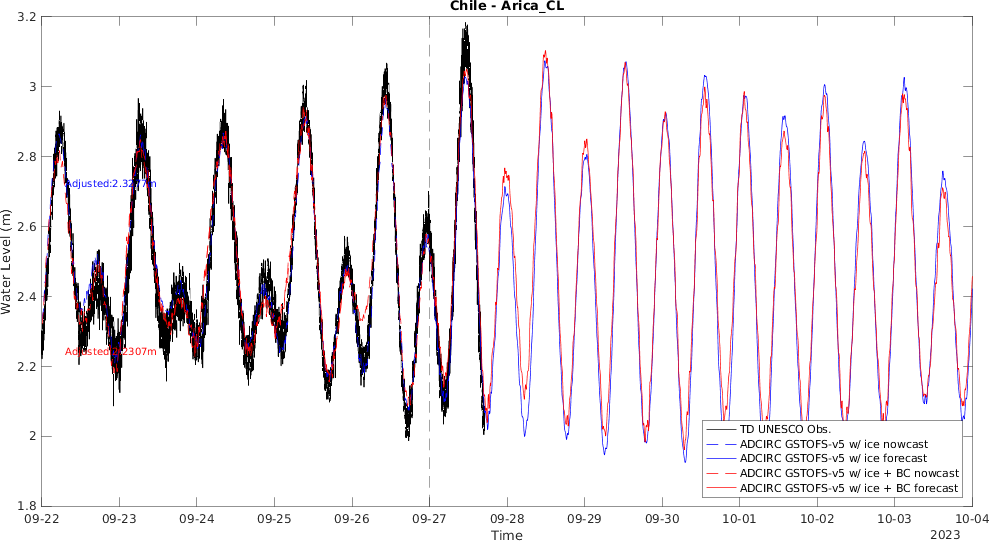 Chile - Arica_CL
3.2
3
2.8
2.6
2.4
2.2
2
1.8
Water Level (m)
Adjusted:2.3277m
Adjusted:2.2307m
TD UNESCO Obs.
ADCIRC GSTOFS-v5 w/ ice nowcast
ADCIRC GSTOFS-v5 w/ ice forecast
ADCIRC GSTOFS-v5 w/ ice + BC nowcast
ADCIRC GSTOFS-v5 w/ ice + BC forecast
09-22 09-23 09-24 09-25 09-26 09-27 09-28 09-29 09-30 10-01 10-02 10-03 10-04
Time
2023